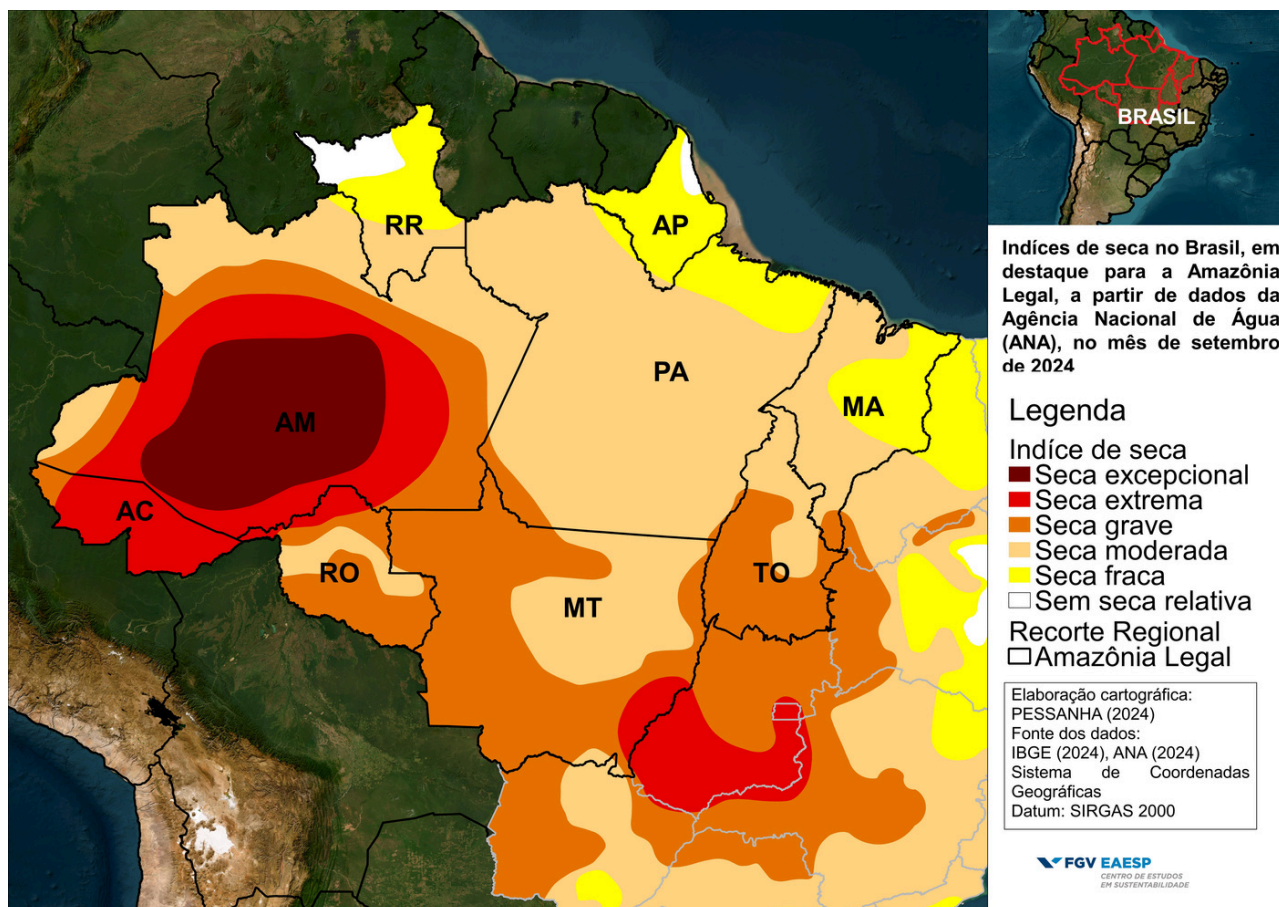 BRASIL
RR
AP
PA
MA
AM
AC
RO
MT
TO
Indíces de seca no Brasil, em
destaque para a Amazônia
Legal, a partir de dados da
Agência Nacional de Água
(ANA), no mês de setembro
de 2024
Legenda
Indíce de seca
Seca excepcional
Seca extrema
Seca grave
Seca moderada
Seca fraca
Sem seca relativa
Recorte Regional
Amazônia Legal
Elaboração cartográfica:
PESSANHA (2024)
Fonte dos dados:
IBGE (2024), ANA (2024)
Sistema de Coordenadas
Geográficas
Datum: SIRGAS 2000
FGV EAESP
CENTRO DE ESTUDOS
EM SUSTENTABILIDADE